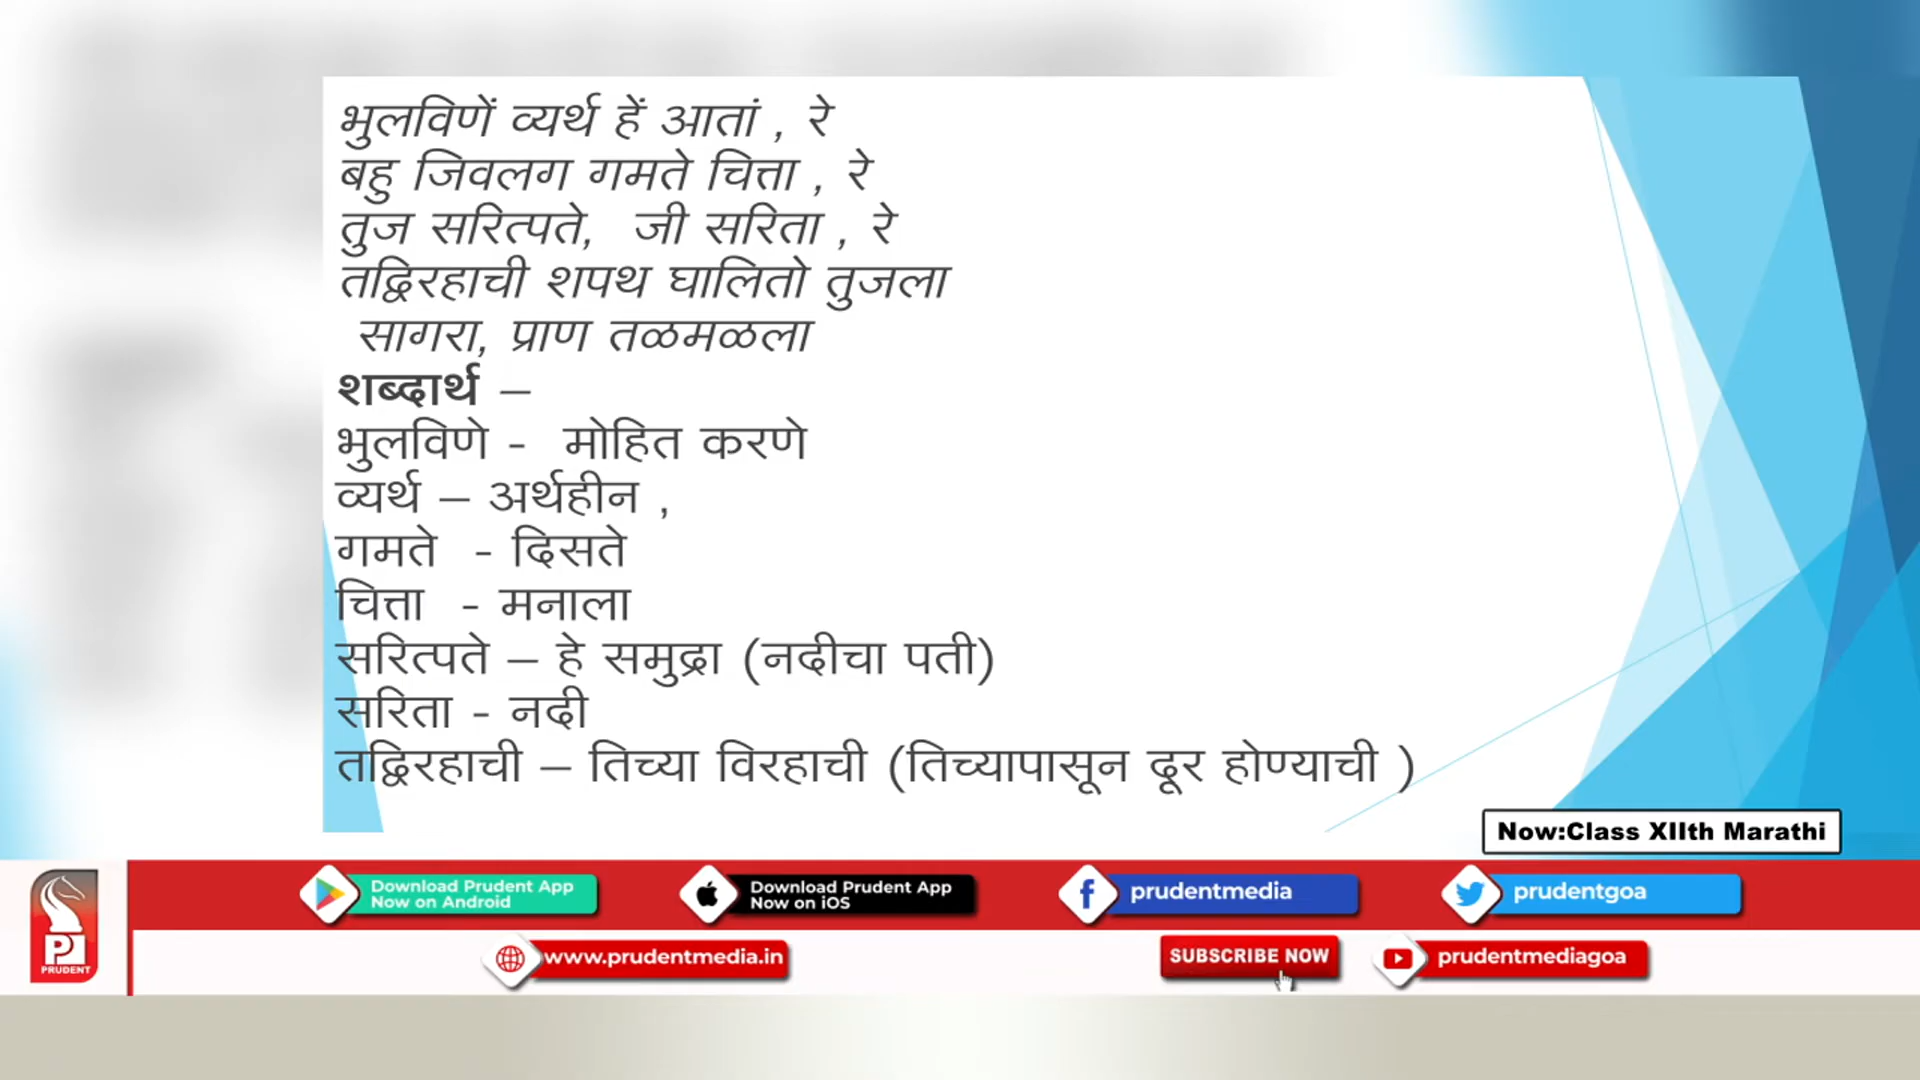 भुलविणें व्यर्थ हें आतां , रे
बहु जिवलग गमते चित्ता , रे
तुज सरित्पते, जी सरिता , रे
तद्विरहाची शपथ घालितो तुजला
सागरा, प्राण तळमळला
शब्दार्थ –
भुलविणे - मोहित करणे
व्यर्थ – अर्थहीन ,
गमते - दिसते
चित्ता - मनाला
सरित्पते – हे समुद्रा (नदीचा पती)
सरिता - नदी
तद्विरहाची – तिच्या विरहाची (तिच्यापासून दूर होण्याची )
Now:Class XIIth Marathi
Download Prudent App
Now on Android
Download Prudent App
Now on iOS
prudentmedia
prudentgoa
PRUDENT
www.prudentmedia.in
SUBSCRIBE NOW
prudentmediagoa